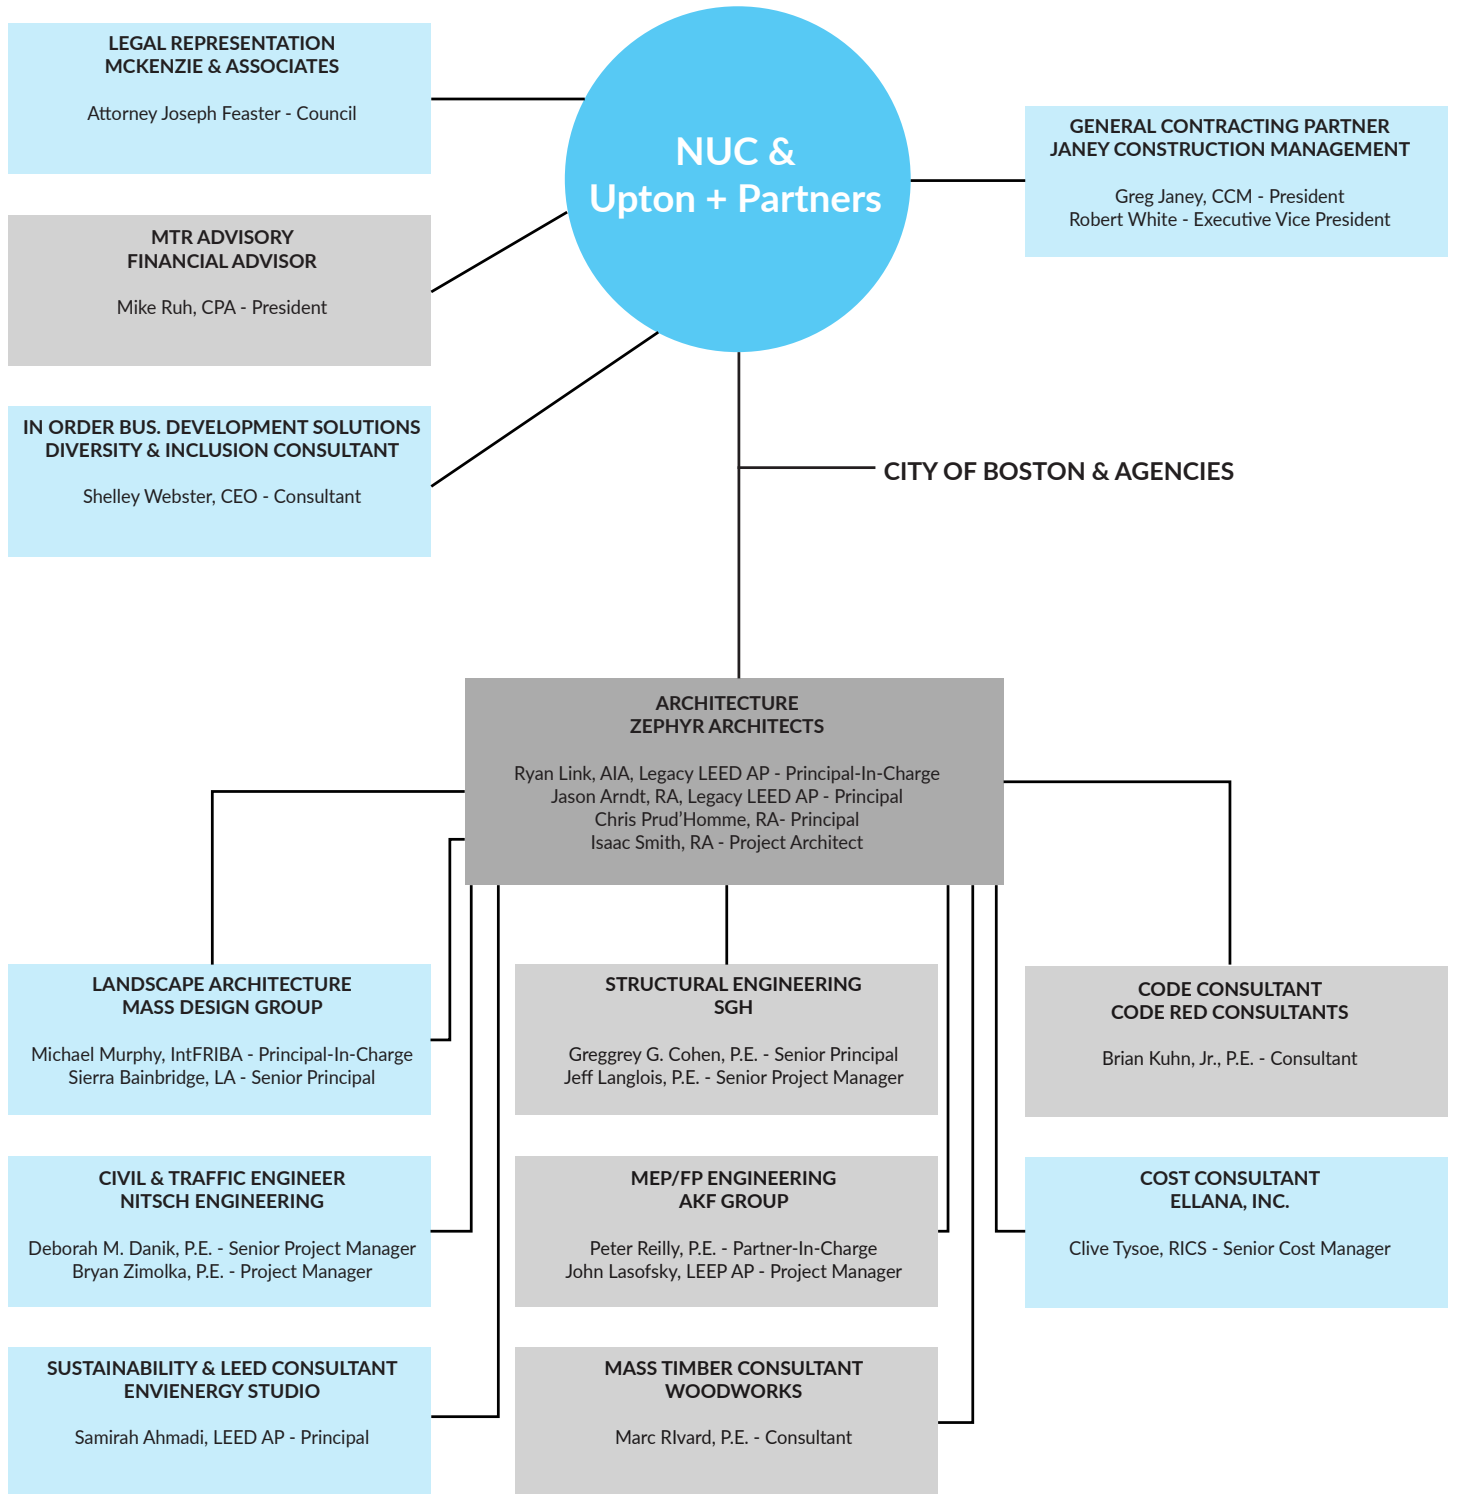 LEGAL REPRESENTATION
MCKENZIE & ASSOCIATES
Attorney Joseph Feaster - Council
NUC &
Upton + Partners
GENERAL CONTRACTING PARTNER
JANEY CONSTRUCTION MANAGEMENT
Greg Janey, CCM - President
Robert White - Executive Vice President
MTR ADVISORY
FINANCIAL ADVISOR
Mike Ruh, CPA - President
IN ORDER BUS. DEVELOPMENT SOLUTIONS
DIVERSITY & INCLUSION CONSULTANT
Shelley Webster, CEO - Consultant
CITY OF BOSTON & AGENCIES
ARCHITECTURE
ZEPHYR ARCHITECTS
Ryan Link, AIA, Legacy LEED AP - Principal-In-Charge
Jason Arndt, RA, Legacy LEED AP - Principal
Chris Prud’Homme, RA- Principal
Isaac Smith, RA - Project Architect
LANDSCAPE ARCHITECTURE
MASS DESIGN GROUP
Michael Murphy, IntFRIBA - Principal-In-Charge
Sierra Bainbridge, LA - Senior Principal
STRUCTURAL ENGINEERING
SGH
Greggrey G. Cohen, P.E. - Senior Principal
Jeff Langlois, P.E. - Senior Project Manager
CODE CONSULTANT
CODE RED CONSULTANTS
Brian Kuhn, Jr., P.E. - Consultant
CIVIL & TRAFFIC ENGINEER
NITSCH ENGINEERING
Deborah M. Danik, P.E. - Senior Project Manager
Bryan Zimolka, P.E. - Project Manager
MEP/FP ENGINEERING
AKF GROUP
Peter Reilly, P.E. - Partner-In-Charge
John Lasofsky, LEEP AP - Project Manager
COST CONSULTANT
ELLANA, INC.
Clive Tysoe, RICS - Senior Cost Manager
SUSTAINABILITY & LEED CONSULTANT
ENVIENERGY STUDIO
Samirah Ahmadi, LEED AP - Principal
MASS TIMBER CONSULTANT
WOODWORKS
Marc RIvard, P.E. - Consultant